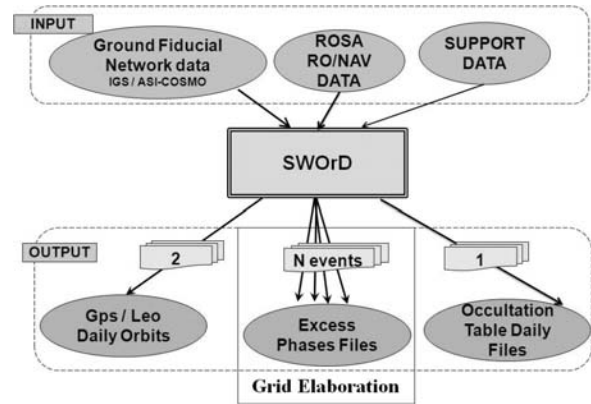 INPUT
Ground Fiducial
Network data
IGS / ASI-COSMO
ROSA
RO/NAV
DATA
SUPPORT
DATA
SWOrD
OUTPUT
2
N events
1
Gps / Leo
Daily Orbits
Excess
Phases Files
Occultation
Table Daily
Files
Grid Elaboration